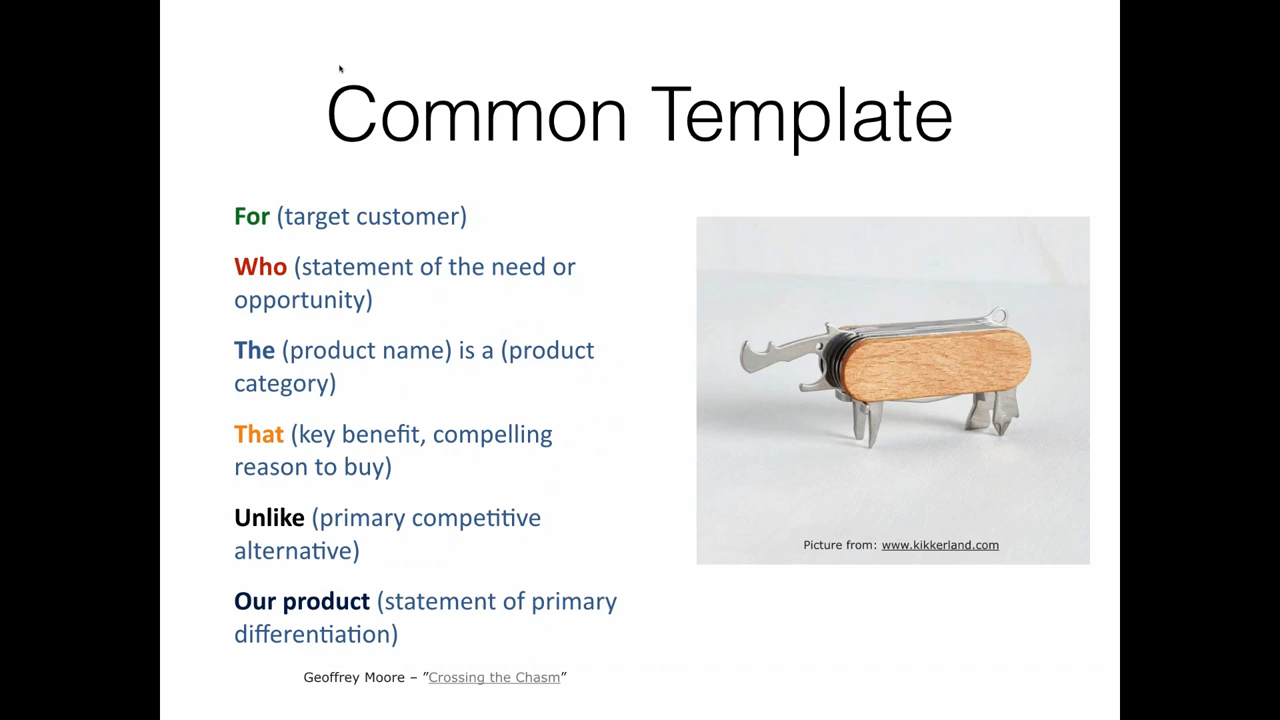 Common Template
For (target customer)
Who (statement of the need or
opportunity)
The (product name) is a (product
category)
That (key benefit, compelling
reason to buy)
Unlike (primary competitive
alternative)
Our product (statement of primary
differentiation)
Picture from: www.kikkerland.com
Geoffrey Moore – ”Crossing the Chasm”